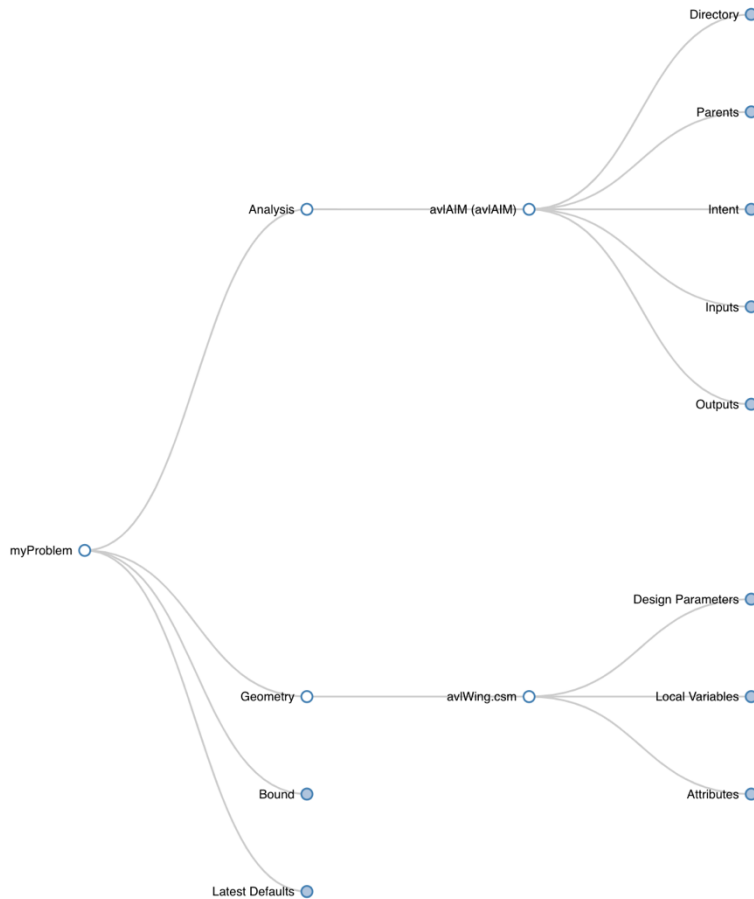 Directory
Parents
Analysis
avlAIM (avlAIM)
Intent
Inputs
Outputs
myProblem
Design Parameters
Geometry
avlWing.csm
Local Variables
Bound
Attributes
Latest Defaults